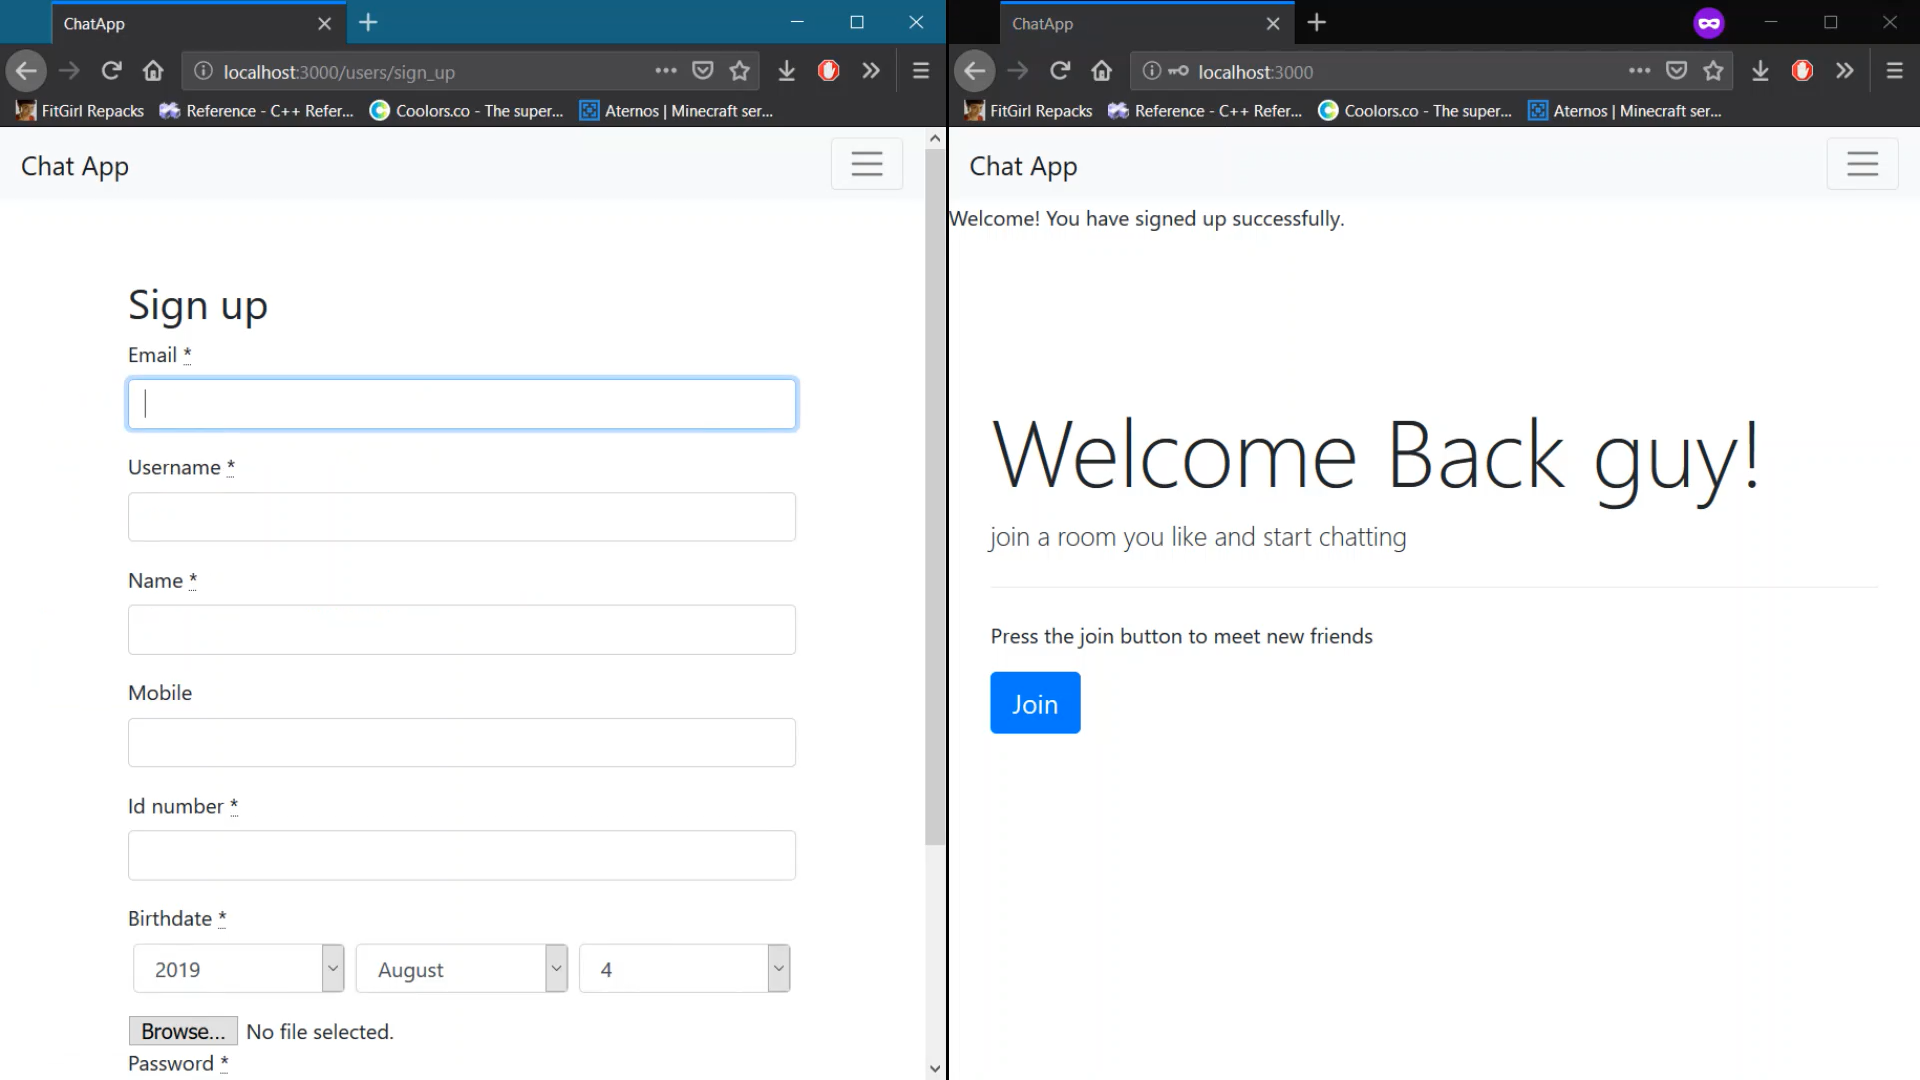 ChatApp
localhost:3000/users/sign_up
FitGirl Repacks Reference - C++ Refer... Coolors.co - The super... Aternos | Minecraft ser...
Chat App
Sign up
Email *
Username *
Name *
Mobile
Id number *
Birthdate *
2019 August 4
Browse... No file selected.
Password *
ChatApp
localhost:3000
FitGirl Repacks Reference - C++ Refer... Coolors.co - The super... Aternos | Minecraft ser...
Chat App
Welcome! You have signed up successfully.
Welcome Back guy!
join a room you like and start chatting
Press the join button to meet new friends
Join